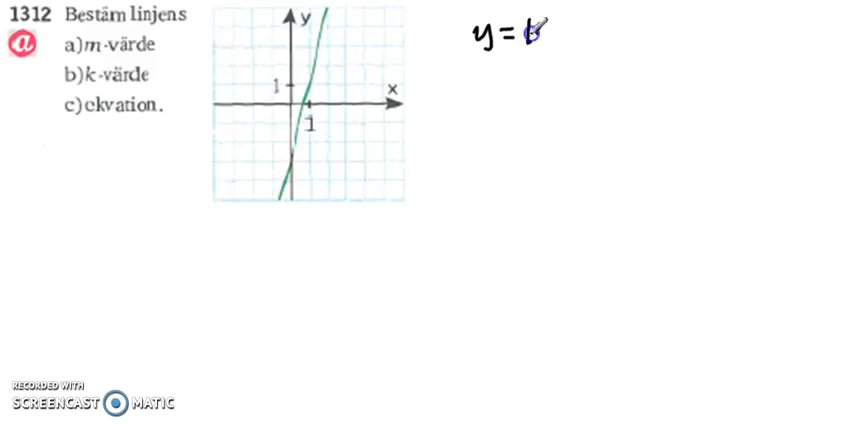 1312 Bestäm linjens
a
a) m-värde
b) k-värde
c) ekvation.
y
x
1
1
y =
RECORDED WITH
SCREENCAST MATIC